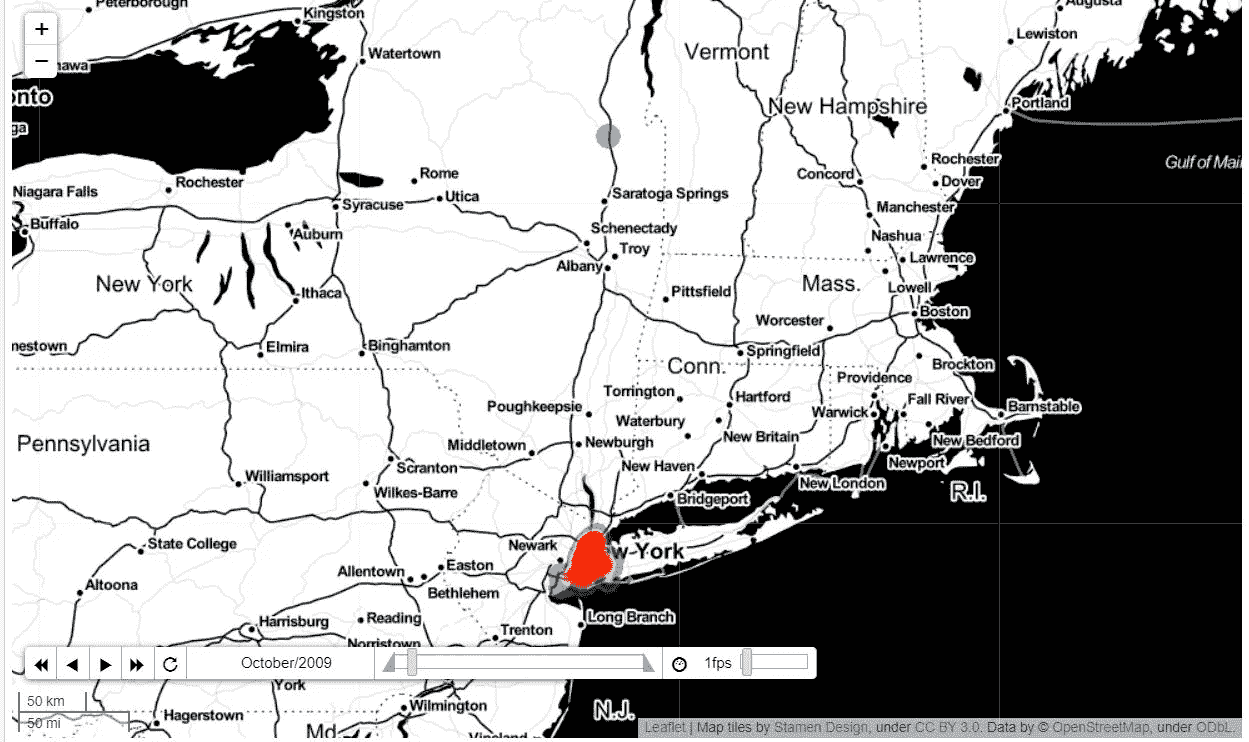 Peterborough
Kingston
Augusta
+
Lewiston
Watertown
Vermont
−
nawa
onto
New Hampshire
Portland
ga
Rochester
Gulf of Mai
Rome
Concord
Niagara Falls
Rochester
Dover
Utica
Saratoga Springs
Syracuse
Manchester
Buffalo
Schenectady
Auburn
Troy
Nashua
Albany
Lawrence
New York
Mass.
Lowell
Ithaca
Pittsfield
Boston
Worcester
mestown
Elmira
Binghamton
Springfield
Conn.
Brockton
Providence
Torrington
Hartford
Fall River
Poughkeepsie
Warwick
Barnstable
Waterbury
New Britain
Pennsylvania
Middletown
Newburgh
New Bedford
Scranton
New Haven
Newport
Williamsport
New London
Wilkes-Barre
R.I.
Bridgeport
State College
Newark
w York
Allentown
Easton
Altoona
Bethlehem
Harrisburg
Reading
Long Branch
Trenton
Norristown
October/2009
1fps
York
50 km
50 mi
Hagerstown
Wilmington
N.J.
Md.
Vineland
Leaflet | Map tiles by Stamen Design, under CC BY 3.0. Data by © OpenStreetMap, under ODbL.